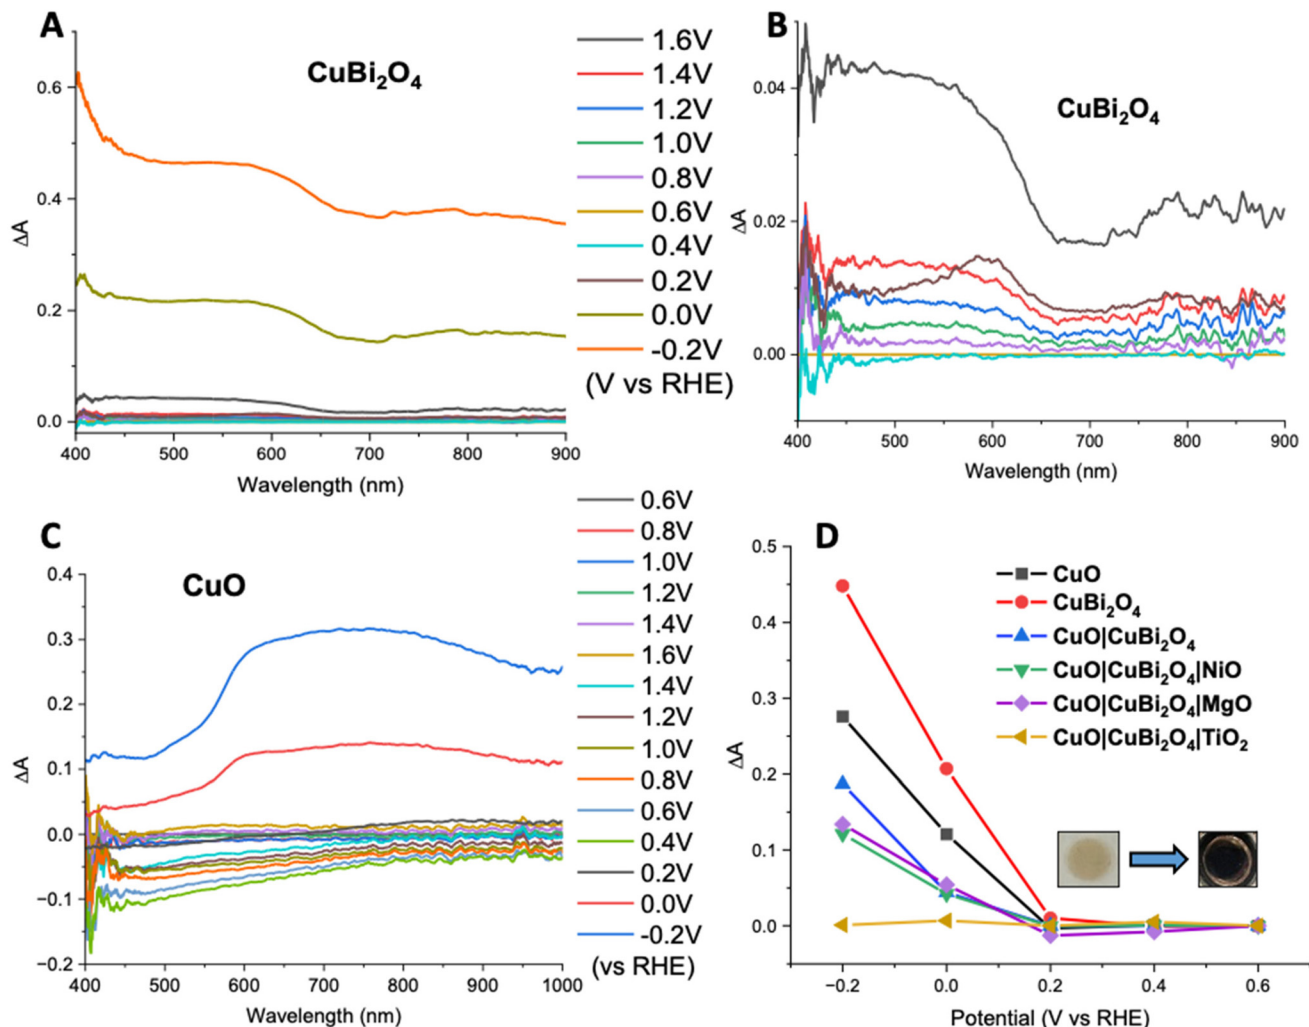 A
CuBi₂O₄
0.6
0.4
0.2
0.0
ΔA
400 500 600 700 800 900
Wavelength (nm)
1.6V
1.4V
1.2V
1.0V
0.8V
0.6V
0.4V
0.2V
0.0V
-0.2V
(V vs RHE)
B
CuBi₂O₄
0.04
0.02
0.00
ΔA
400 500 600 700 800 900
Wavelength (nm)
C
CuO
0.4
0.3
0.2
0.1
0.0
−0.1
−0.2
ΔA
400 500 600 700 800 900 1000
Wavelength (nm)
0.6V
0.8V
1.0V
1.2V
1.4V
1.6V
1.4V
1.2V
1.0V
0.8V
0.6V
0.4V
0.2V
0.0V
-0.2V
(vs RHE)
D
0.5
0.4
0.3
0.2
0.1
0.0
ΔA
CuO
CuBi₂O₄
CuO|CuBi₂O₄
CuO|CuBi₂O₄|NiO
CuO|CuBi₂O₄|MgO
CuO|CuBi₂O₄|TiO₂
−0.2 0.0 0.2 0.4 0.6
Potential (V vs RHE)